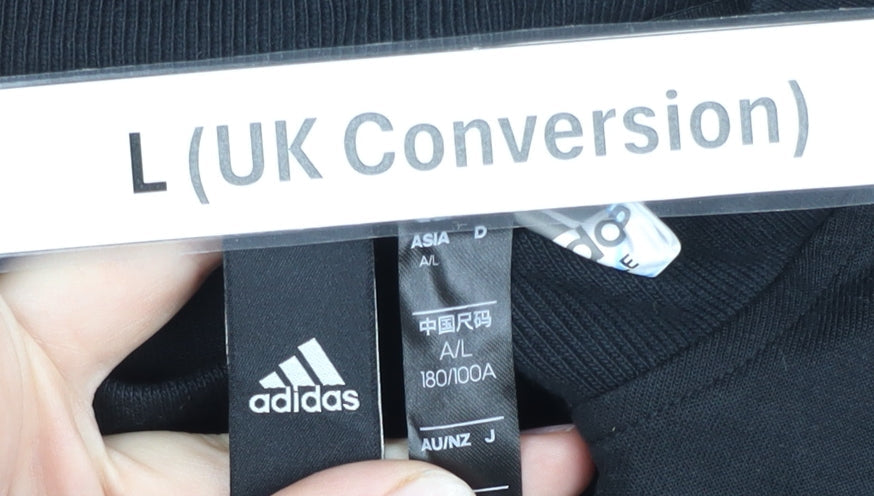 L (UK Conversion)
ASIA D
A/L
中国尺码
A/L
180/100A
AU/NZ J
adidas